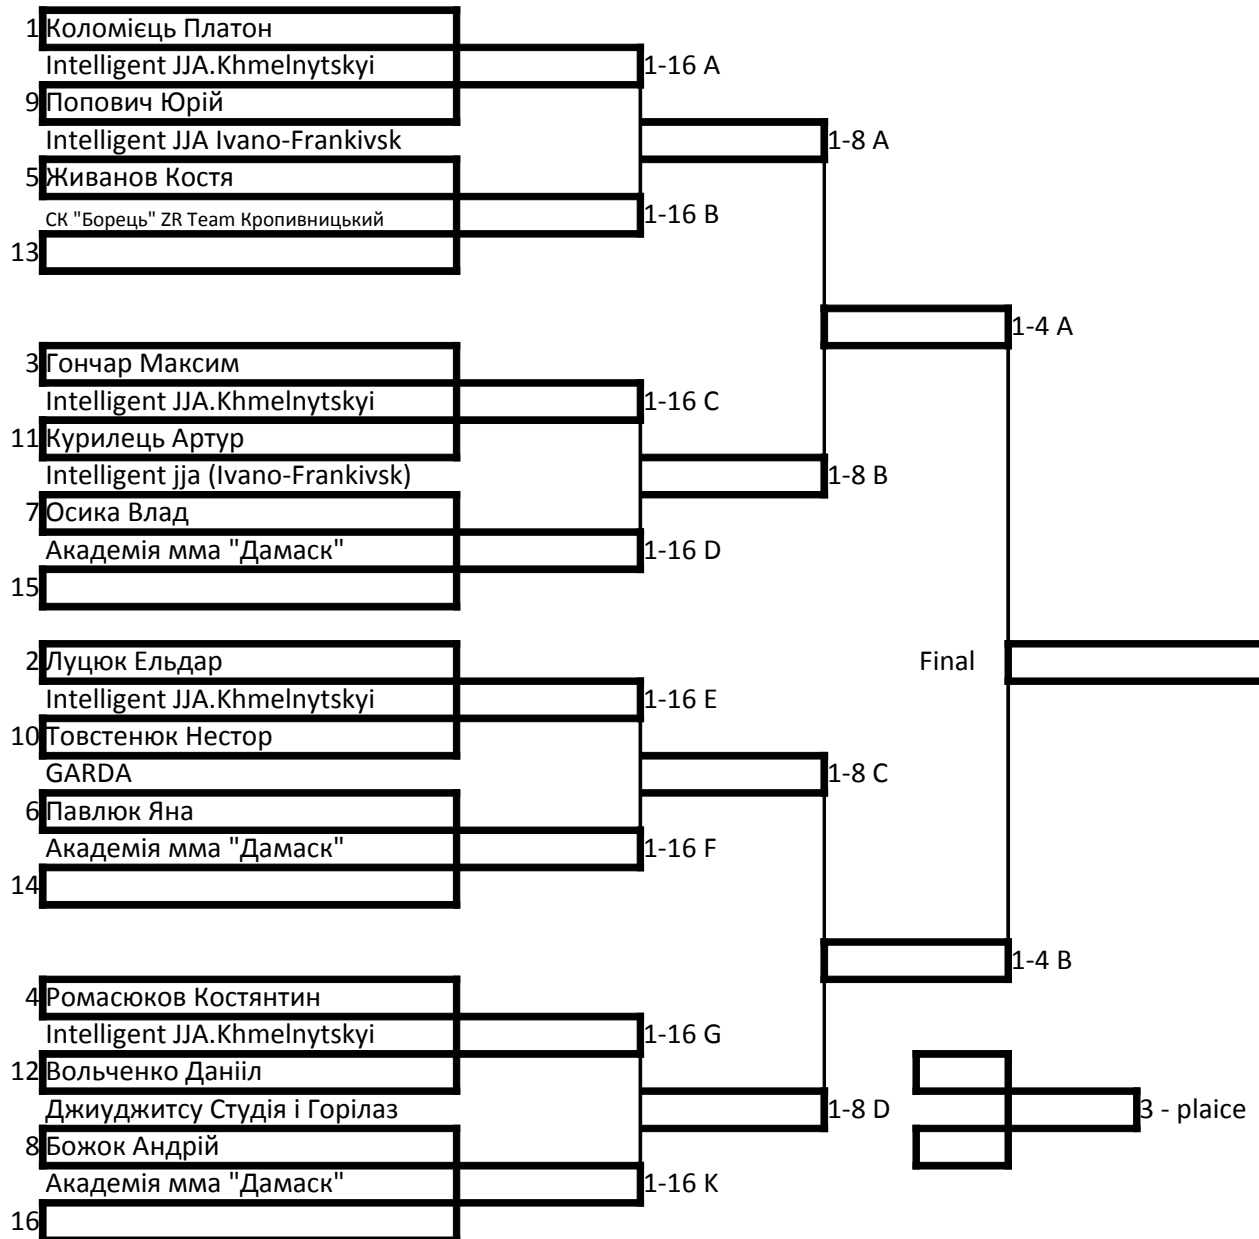 1 Коломієць Платон
Intelligent JJA.Khmelnytskyi 1-16 A
9 Попович Юрій
Intelligent JJA Ivano-Frankivsk 1-8 A
5 Живанов Костя
СК "Борець" ZR Team Кропивницький 1-16 B
13
1-4 A
3 Гончар Максим
Intelligent JJA.Khmelnytskyi 1-16 C
11 Курилець Артур
Intelligent jja (Ivano-Frankivsk) 1-8 B
7 Осика Влад
Академія мма "Дамаск" 1-16 D
15
2 Луцюк Ельдар Final
Intelligent JJA.Khmelnytskyi 1-16 E
10 Товстенюк Нестор
GARDA 1-8 C
6 Павлюк Яна
Академія мма "Дамаск" 1-16 F
14
1-4 B
4 Ромасюков Костянтин
Intelligent JJA.Khmelnytskyi 1-16 G
12 Вольченко Данііл
Джиуджитсу Студія і Горілаз 1-8 D 3 - plaice
8 Божок Андрій
Академія мма "Дамаск" 1-16 K
16